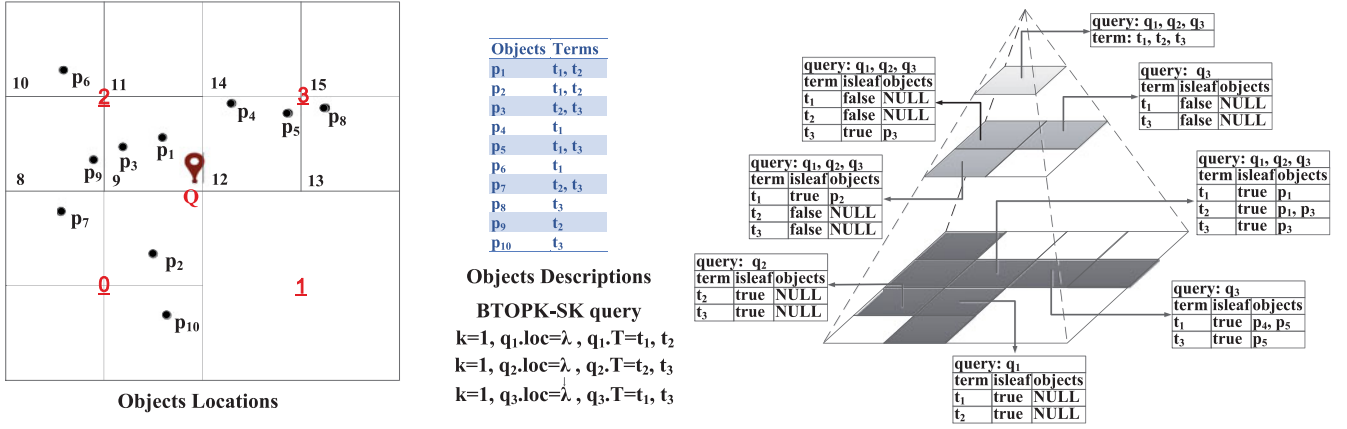 10
p6
11
14
15
2
3
p4
p5
p8
p1
p3
p9
8
9
12
13
Q
p7
p2
0
1
p10
Objects Locations
Objects Terms
p1 t1, t2
p2 t1, t2
p3 t2, t3
p4 t1
p5 t1, t3
p6 t1
p7 t2, t3
p8 t3
p9 t2
p10 t3
Objects Descriptions
BTOPK-SK query
k=1, q1.loc=λ , q1.T=t1, t2
k=1, q2.loc=λ , q2.T=t2, t3
k=1, q3.loc=λ , q3.T=t1, t3
query: q1, q2, q3
term: t1, t2, t3
query: q1, q2, q3
term isleaf objects
t1 false NULL
t2 false NULL
t3 true p3
query: q3
term isleaf objects
t1 false NULL
t3 false NULL
query: q1, q2, q3
term isleaf objects
t1 true p2
t2 false NULL
t3 false NULL
query: q1, q2, q3
term isleaf objects
t1 true p1
t2 true p1, p3
t3 true p3
query: q2
term isleaf objects
t2 true NULL
t3 true NULL
query: q3
term isleaf objects
t1 true p4, p5
t3 true p5
query: q1
term isleaf objects
t1 true NULL
t2 true NULL